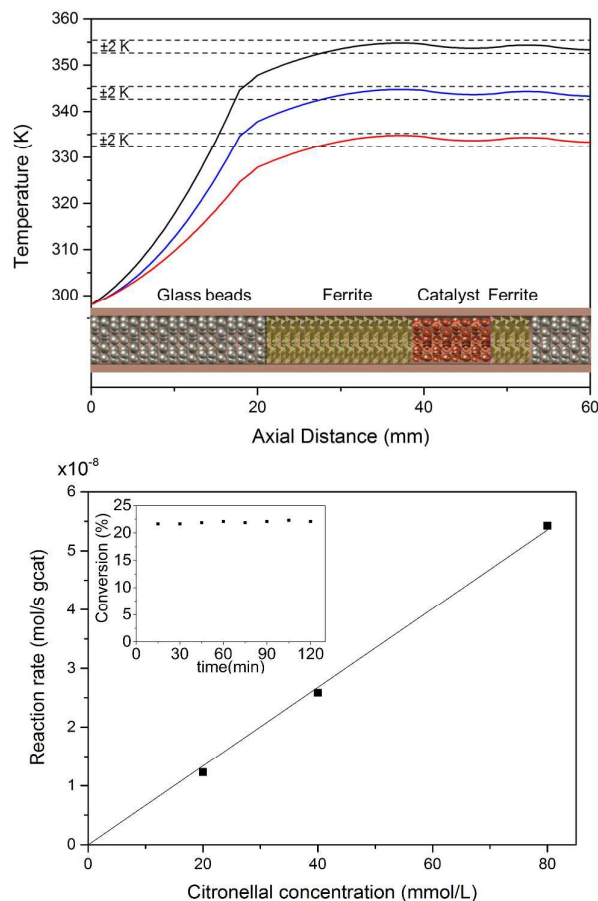 360
350
340
330
320
310
300
Temperature (K)
±2 K
±2 K
±2 K
Glass beads Ferrite Catalyst Ferrite
0 20 40 60
Axial Distance (mm)
x10-8
6
5
4
3
2
1
0
Reaction rate (mol/s gcat)
25
20
15
10
5
0
Conversion (%)
0 30 60 90 120
time(min)
0 20 40 60 80
Citronellal concentration (mmol/L)